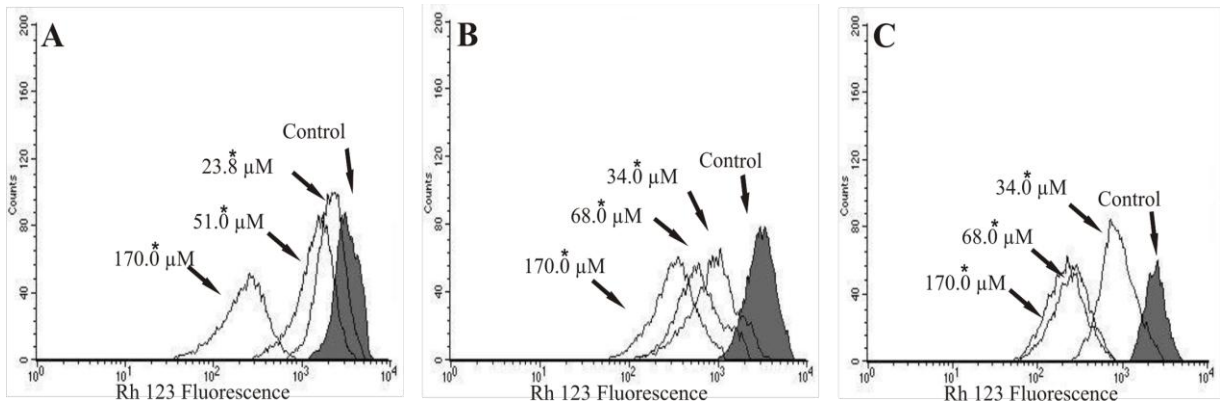 A
200
160
120
80
40
0
Counts
Control
23.8 μM
*
51.0 μM
*
170.0 μM
*
10^0 10^1 10^2 10^3 10^4
Rh 123 Fluorescence
B
200
160
120
80
40
0
Counts
Control
34.0 μM
*
68.0 μM
*
170.0 μM
*
10^0 10^1 10^2 10^3 10^4
Rh 123 Fluorescence
C
200
160
120
80
40
0
Counts
34.0 μM
*
Control
68.0 μM
*
170.0 μM
*
10^0 10^1 10^2 10^3 10^4
Rh 123 Fluorescence